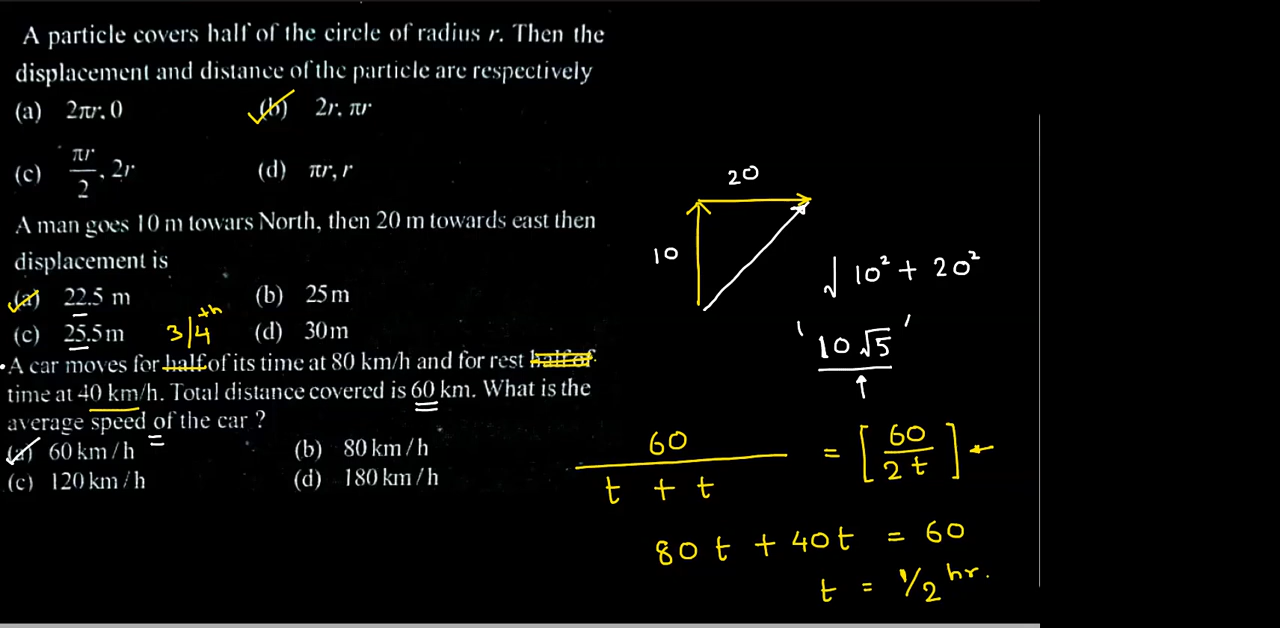 A particle covers half of the circle of radius r. Then the
displacement and distance of the particle are respectively
(a) 2πr, 0 (b) 2r, πr
(c) πr/2, 2r (d) πr, r
A man goes 10 m towars North, then 20 m towards east then
displacement is
(a) 22.5 m (b) 25 m
(c) 25.5 m 3/4th (d) 30 m
A car moves for half of its time at 80 km/h and for rest half of
time at 40 km/h. Total distance covered is 60 km. What is the
average speed of the car ?
(a) 60 km/h (b) 80 km/h
(c) 120 km/h (d) 180 km/h
20
10
√10² + 20²
10√5
60 / t + t = [60 / 2t]
80t + 40t = 60
t = 1/2 hr.